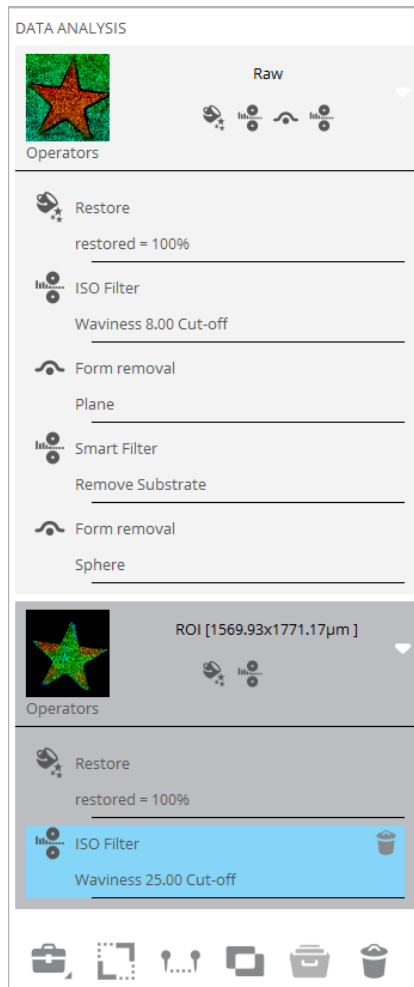 DATA ANALYSIS
Raw
Operators
Restore
restored = 100%
ISO Filter
Waviness 8.00 Cut-off
Form removal
Plane
Smart Filter
Remove Substrate
Form removal
Sphere
ROI [1569.93x1771.17µm ]
Operators
Restore
restored = 100%
ISO Filter
Waviness 25.00 Cut-off